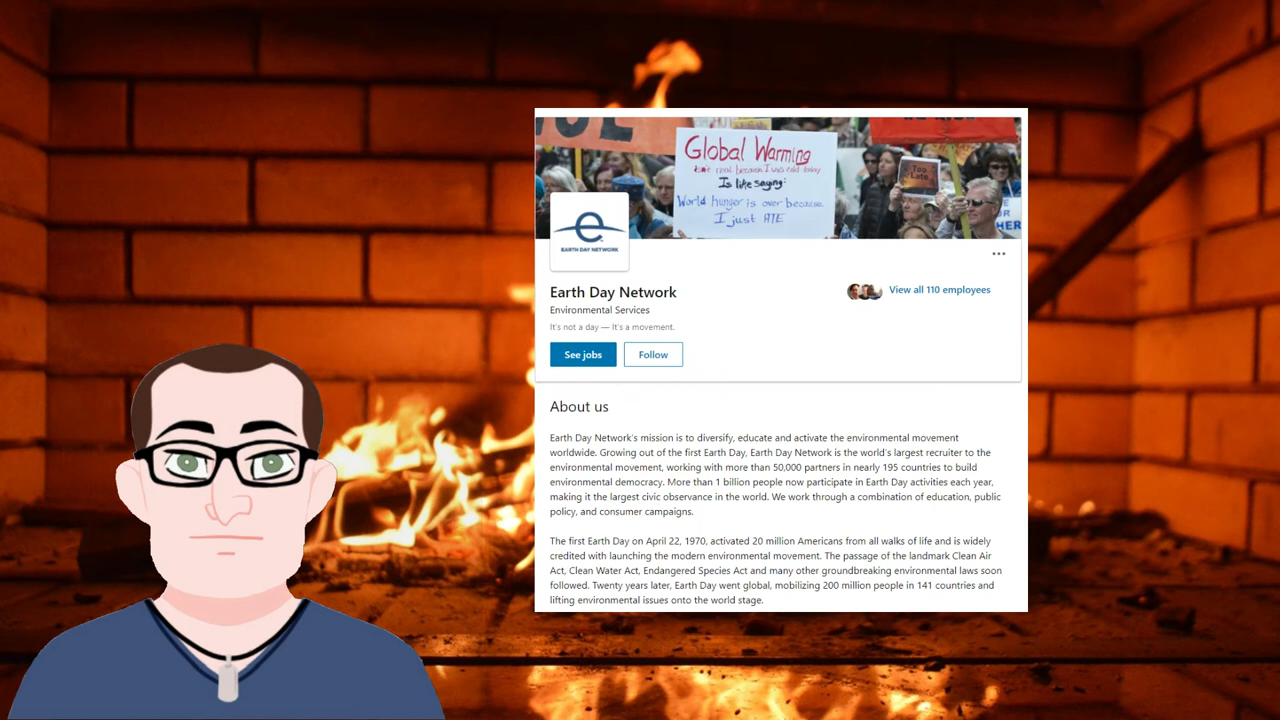 Global Warming
isn't real because I was cold today
Is like saying:
World hunger is over because
I just ATE
Too
Late
HER
e
EARTH DAY NETWORK
Earth Day Network
View all 110 employees
Environmental Services
It's not a day — It's a movement.
See jobs
Follow
About us
Earth Day Network's mission is to diversify, educate and activate the environmental movement
worldwide. Growing out of the first Earth Day, Earth Day Network is the world's largest recruiter to the
environmental movement, working with more than 50,000 partners in nearly 195 countries to build
environmental democracy. More than 1 billion people now participate in Earth Day activities each year,
making it the largest civic observance in the world. We work through a combination of education, public
policy, and consumer campaigns.
The first Earth Day on April 22, 1970, activated 20 million Americans from all walks of life and is widely
credited with launching the modern environmental movement. The passage of the landmark Clean Air
Act, Clean Water Act, Endangered Species Act and many other groundbreaking environmental laws soon
followed. Twenty years later, Earth Day went global, mobilizing 200 million people in 141 countries and
lifting environmental issues onto the world stage.